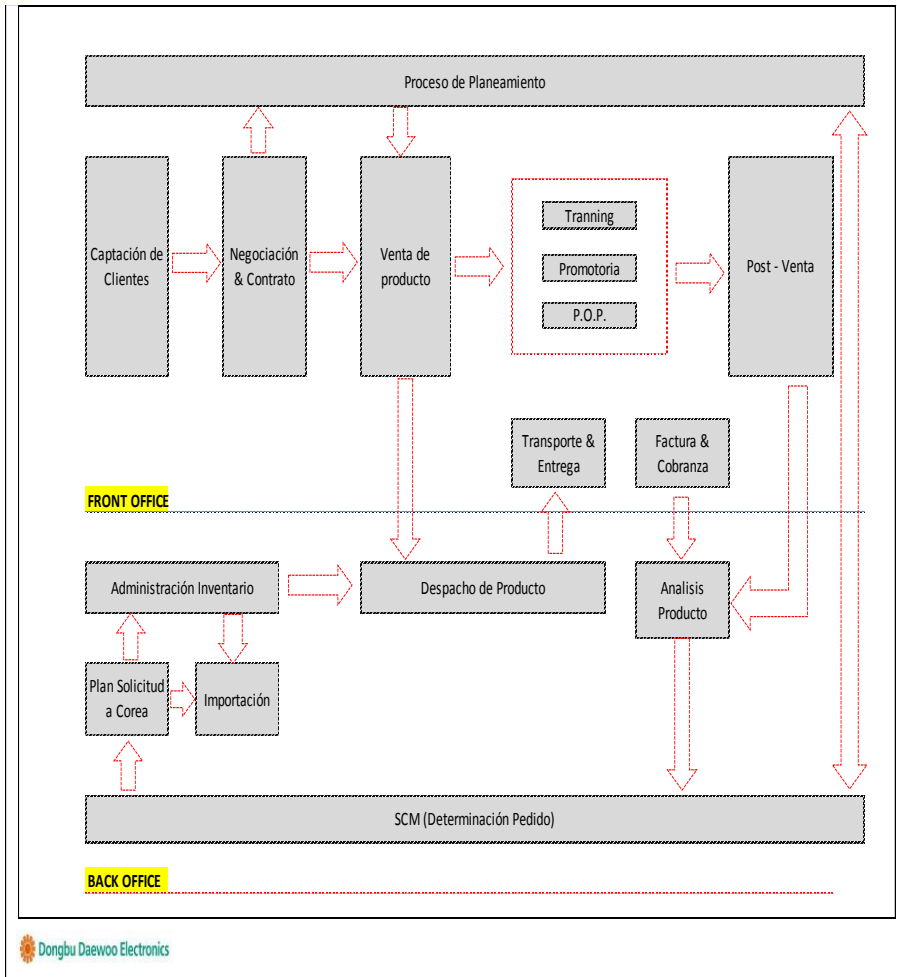 Proceso de Planeamiento
Captación de
Clientes
Negociación
& Contrato
Venta de
producto
Tranning
Promotoria
P.O.P.
Post - Venta
Transporte &
Entrega
Factura &
Cobranza
FRONT OFFICE
Administración Inventario
Despacho de Producto
Analisis
Producto
Plan Solicitud
a Corea
Importación
SCM (Determinación Pedido)
BACK OFFICE
Dongbu Daewoo Electronics